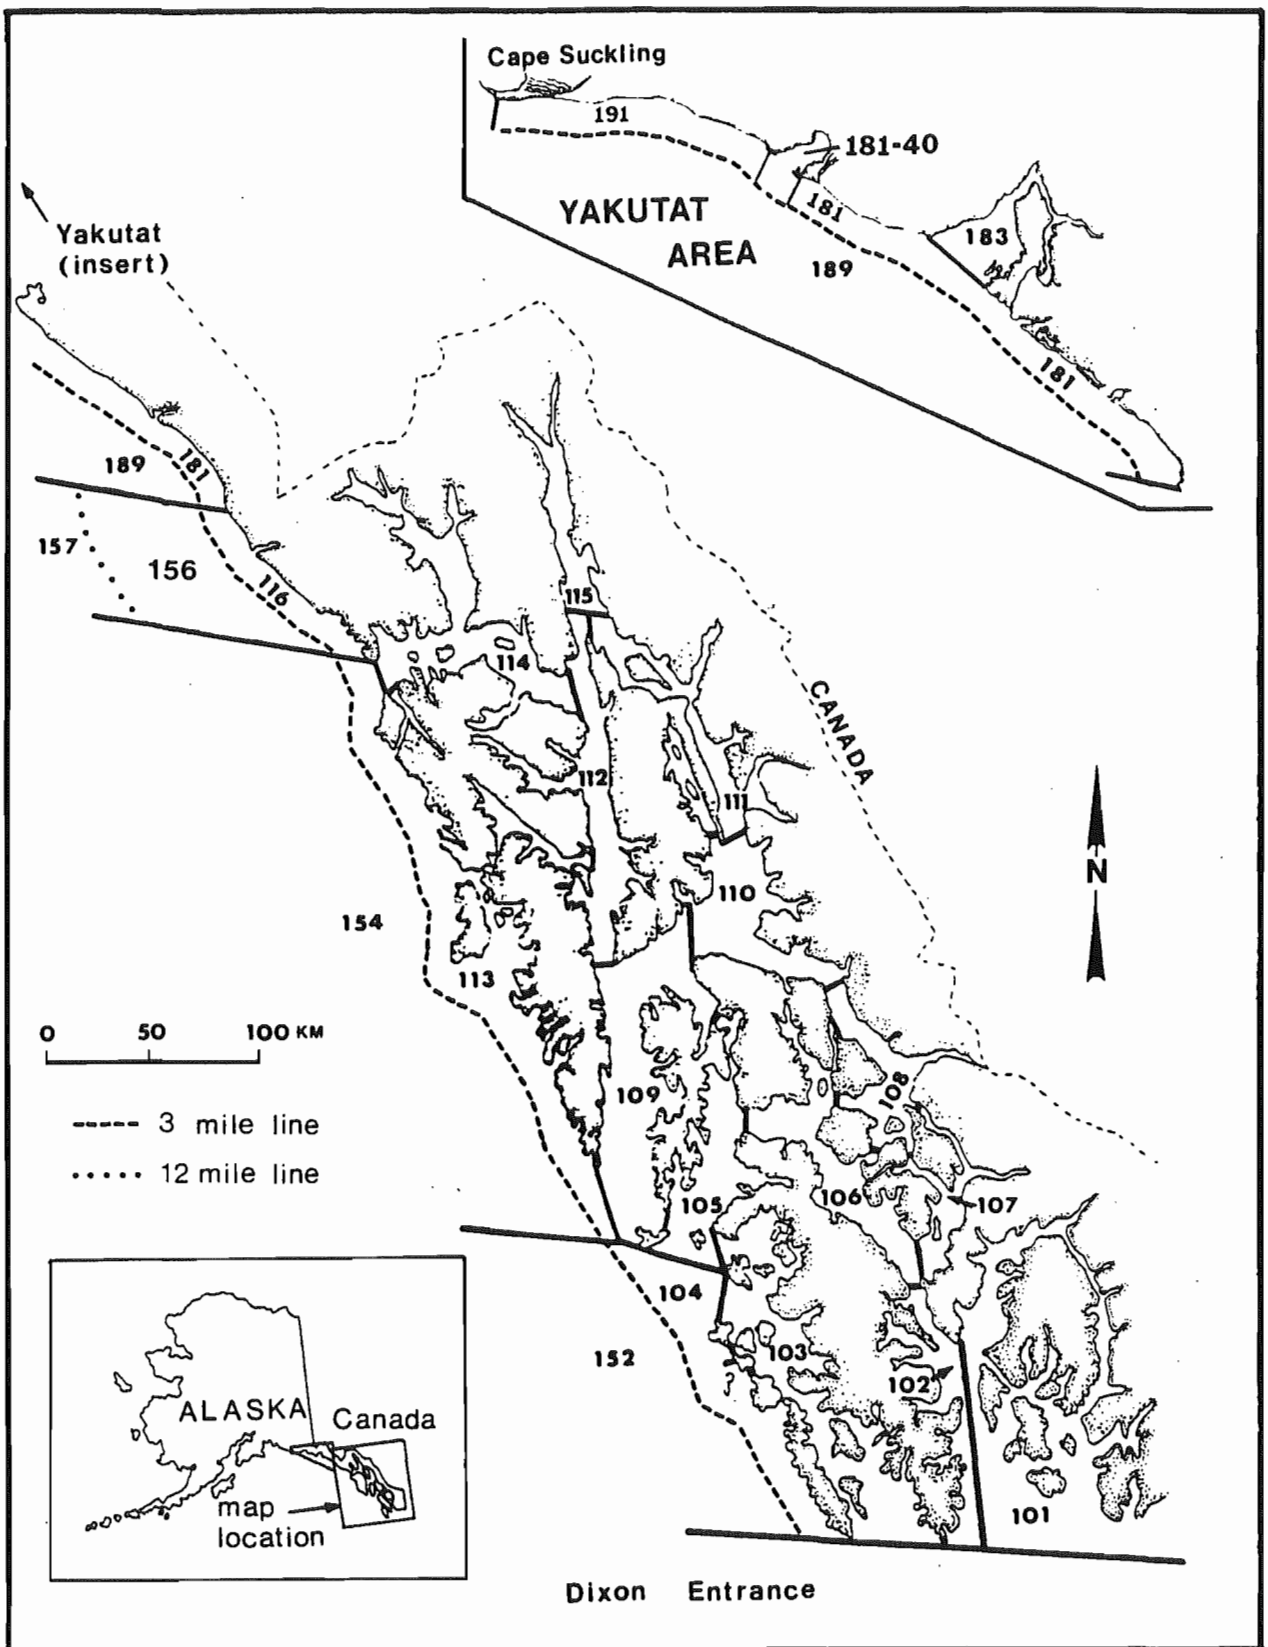 Cape Suckling
191
181-40
YAKUTAT
AREA
181
183
189
181
Yakutat
(insert)
189
181
157
156
116
115
114
CANADA
112
111
N
110
154
113
0 50 100 KM
109
108
3 mile line
12 mile line
105
106
107
104
152
103
102
ALASKA
Canada
map
location
101
Dixon Entrance